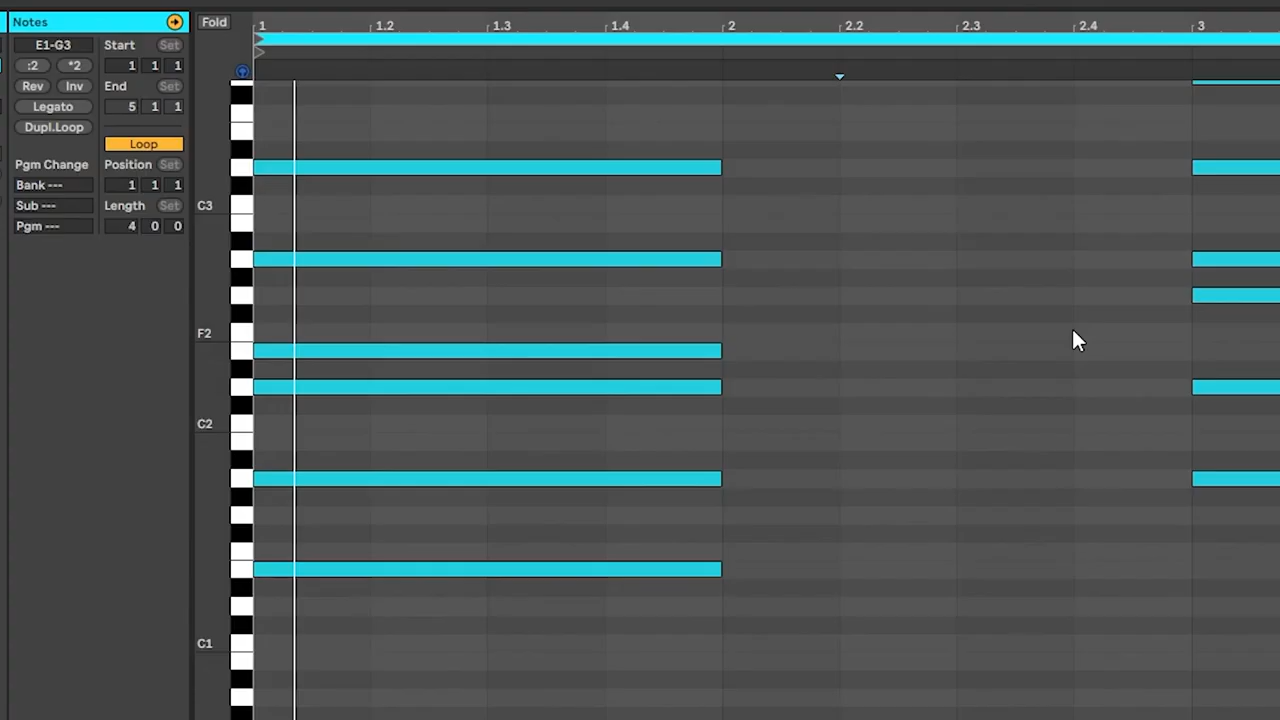 Notes
Fold
1 1.2 1.3 1.4 2 2.2 2.3 2.4 3
E1-G3 Start Set
:2 *2 1 1 1
Rev Inv End Set
Legato 5 1 1
Dupl.Loop
Loop
Pgm Change Position Set
Bank --- 1 1 1
Sub --- Length Set
Pgm --- 4 0 0
C3
F2
C2
C1